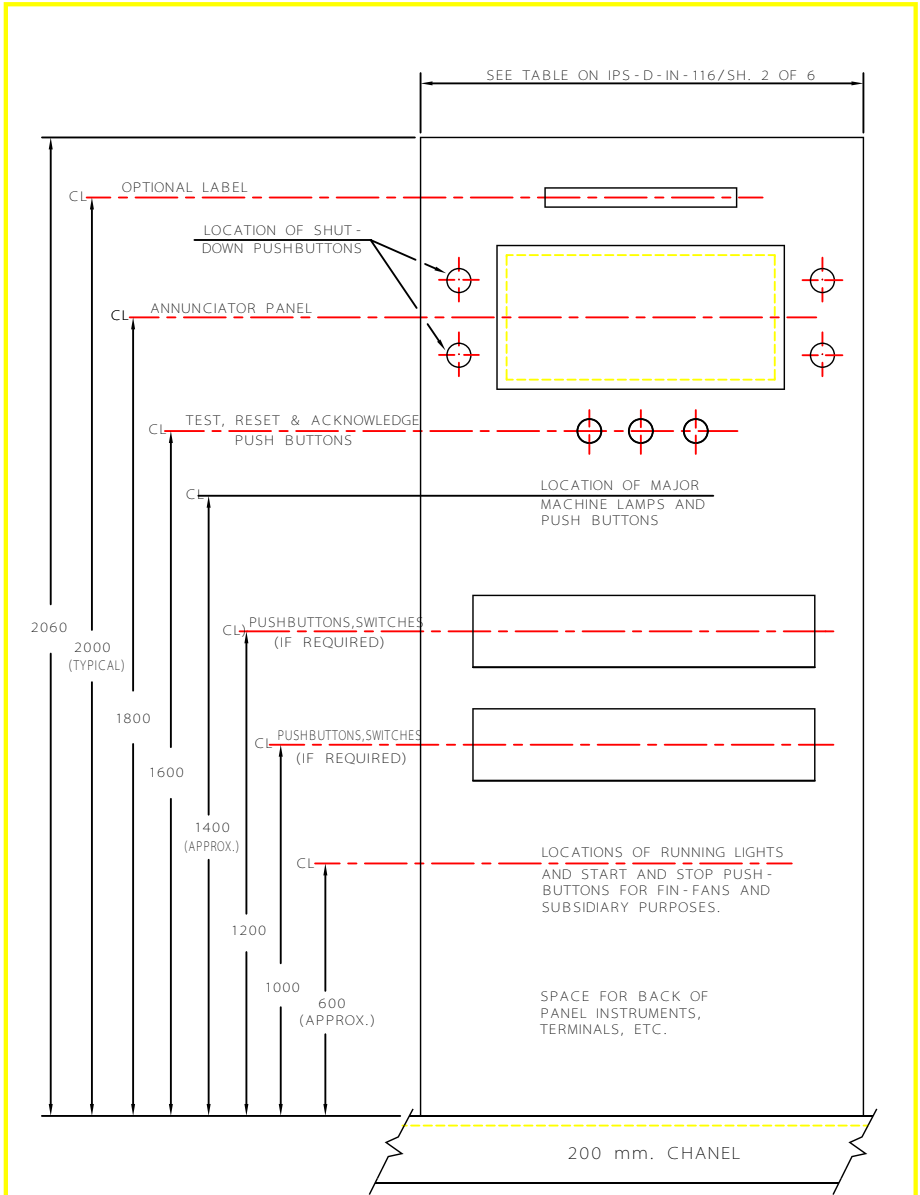 SEE TABLE ON IPS-D-IN-116/SH. 2 OF 6
OPTIONAL LABEL
CL
LOCATION OF SHUT-
DOWN PUSHBUTTONS
ANNUNCIATOR PANEL
CL
TEST, RESET & ACKNOWLEDGE
CL
PUSH BUTTONS
CL
LOCATION OF MAJOR
MACHINE LAMPS AND
PUSH BUTTONS
CL) PUSHBUTTONS,SWITCHES
(IF REQUIRED)
2060
2000
(TYPICAL)
1800
CL PUSHBUTTONS,SWITCHES
(IF REQUIRED)
1600
1400
(APPROX.)
CL
LOCATIONS OF RUNNING LIGHTS
AND START AND STOP PUSH-
BUTTONS FOR FIN-FANS AND
SUBSIDIARY PURPOSES.
1200
1000
600
(APPROX.)
SPACE FOR BACK OF
PANEL INSTRUMENTS,
TERMINALS, ETC.
200 mm. CHANEL